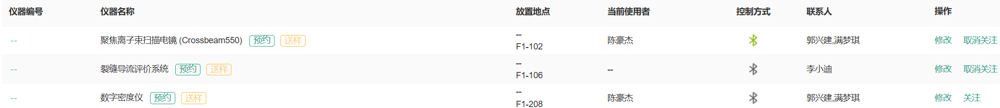 仪器编号 仪器名称 放置地点 当前使用者 控制方式 联系人 操作
-- 聚焦离子束扫描电镜 (Crossbeam550) 预约 送样 -- F1-102 陈豪杰 郭兴建,满梦琪 修改 取消关注
-- 裂缝导流评价系统 预约 送样 -- F1-106 -- 李小迪 修改 取消关注
-- 数字密度仪 预约 送样 -- F1-208 陈豪杰 郭兴建,满梦琪 修改 关注